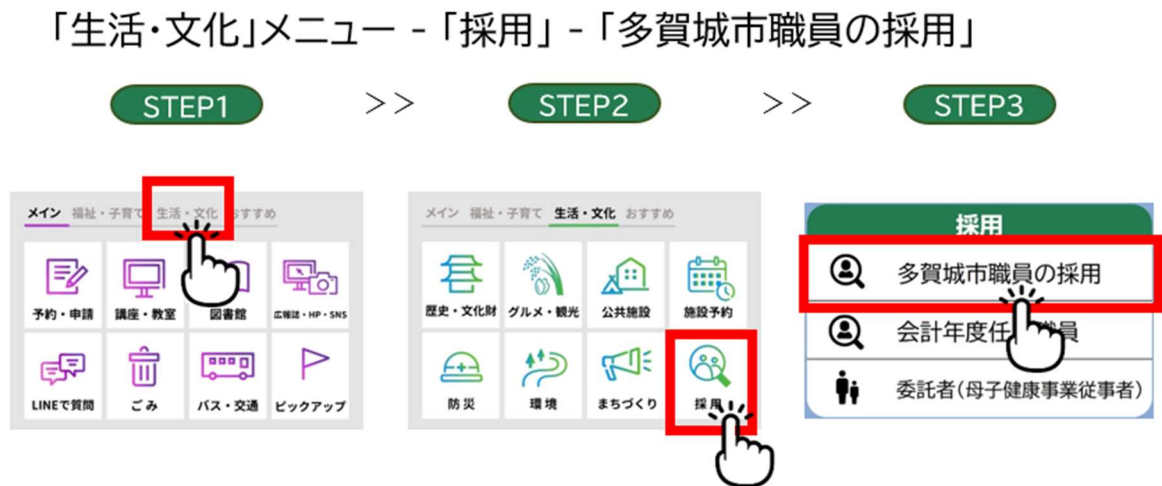 「生活・文化」メニュー - 「採用」 - 「多賀城市職員の採用」
STEP1 >> STEP2 >> STEP3
メイン 福祉・子育て 生活・文化 おすすめ
予約・申請 講座・教室 図書館 広報誌・HP・SNS
LINEで質問 ごみ バス・交通 ピックアップ
メイン 福祉・子育て 生活・文化 おすすめ
歴史・文化財 グルメ・観光 公共施設 施設予約
防災 環境 まちづくり 採用
採用
多賀城市職員の採用
会計年度任 職員
委託者(母子健康事業従事者)